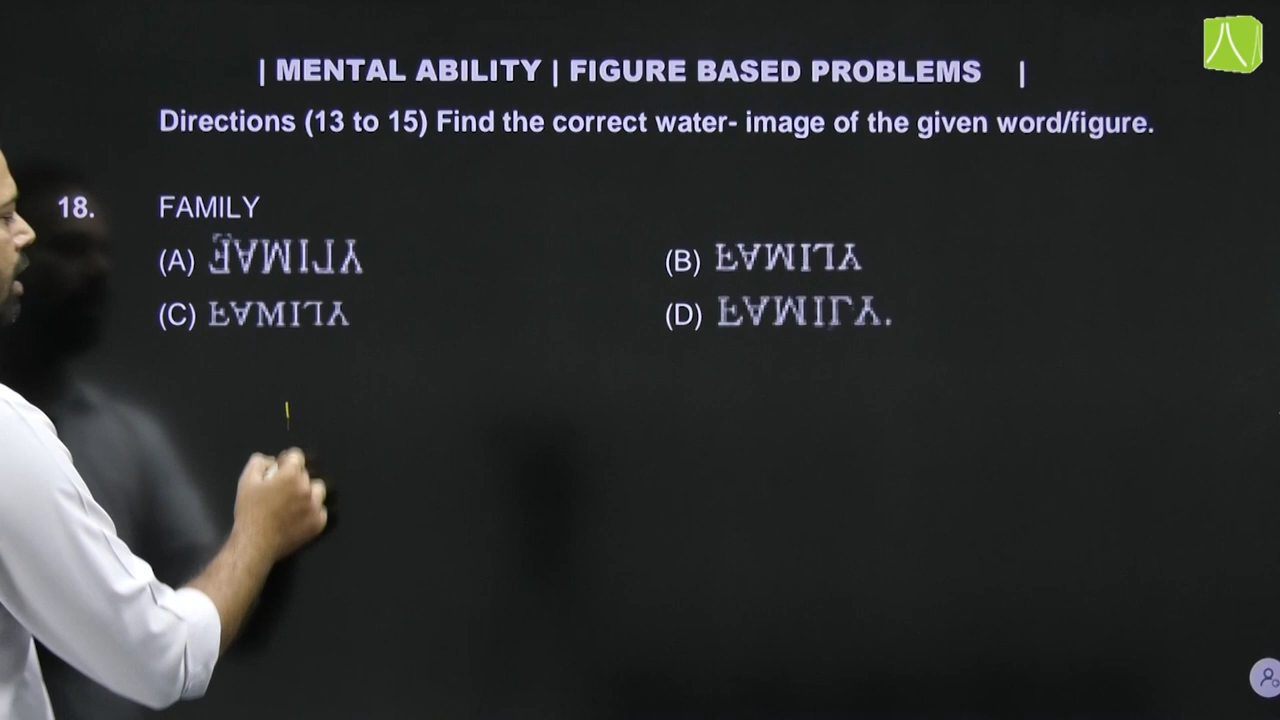 | MENTAL ABILITY | FIGURE BASED PROBLEMS |
Directions (13 to 15) Find the correct water- image of the given word/figure.
18. FAMILY
(A)
(B)
(C)
(D)